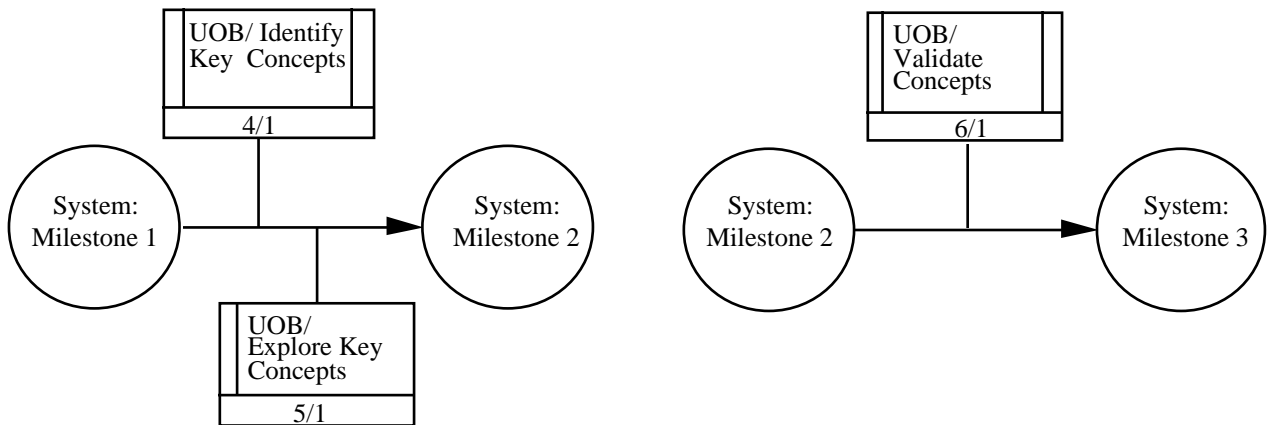 UOB/ Identify
Key Concepts
4/1
System:
Milestone 1
System:
Milestone 2
UOB/
Explore Key
Concepts
5/1
UOB/
Validate
Concepts
6/1
System:
Milestone 2
System:
Milestone 3